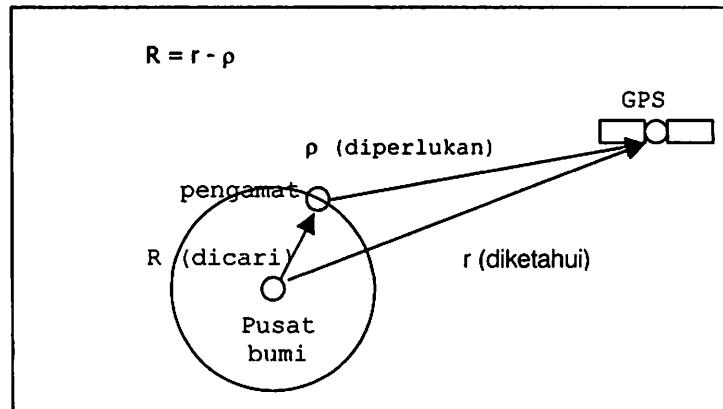 R = r - ρ
GPS
ρ (diperlukan)
pengamat
R (dicari)
r (diketahui)
Pusat
bumi